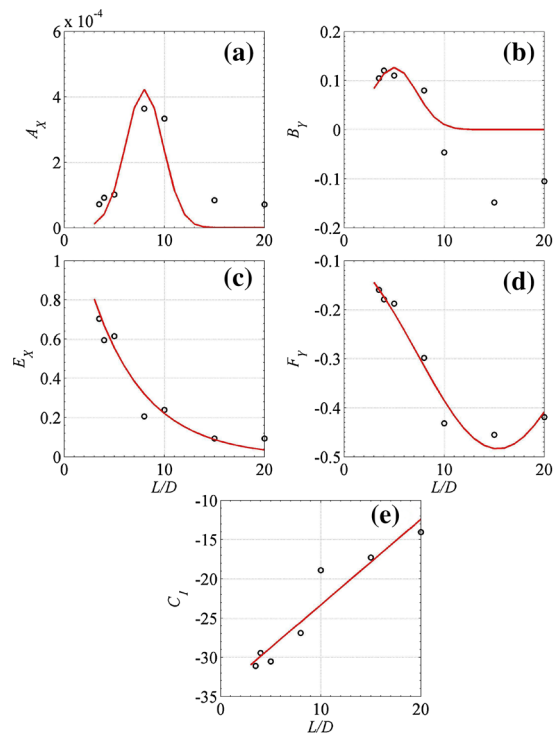 6 x 10^-4
(a)
4
2
0
A_X
0 5 10 15 20
0.2
(b)
0.1
0
-0.1
-0.2
B_Y
0 5 10 15 20
1
(c)
0.8
0.6
0.4
0.2
0
E_X
0 5 10 15 20
L/D
-0.1
(d)
-0.2
-0.3
-0.4
-0.5
F_Y
0 5 10 15 20
L/D
-10
(e)
-15
-20
-25
-30
-35
C_I
0 10 20
L/D